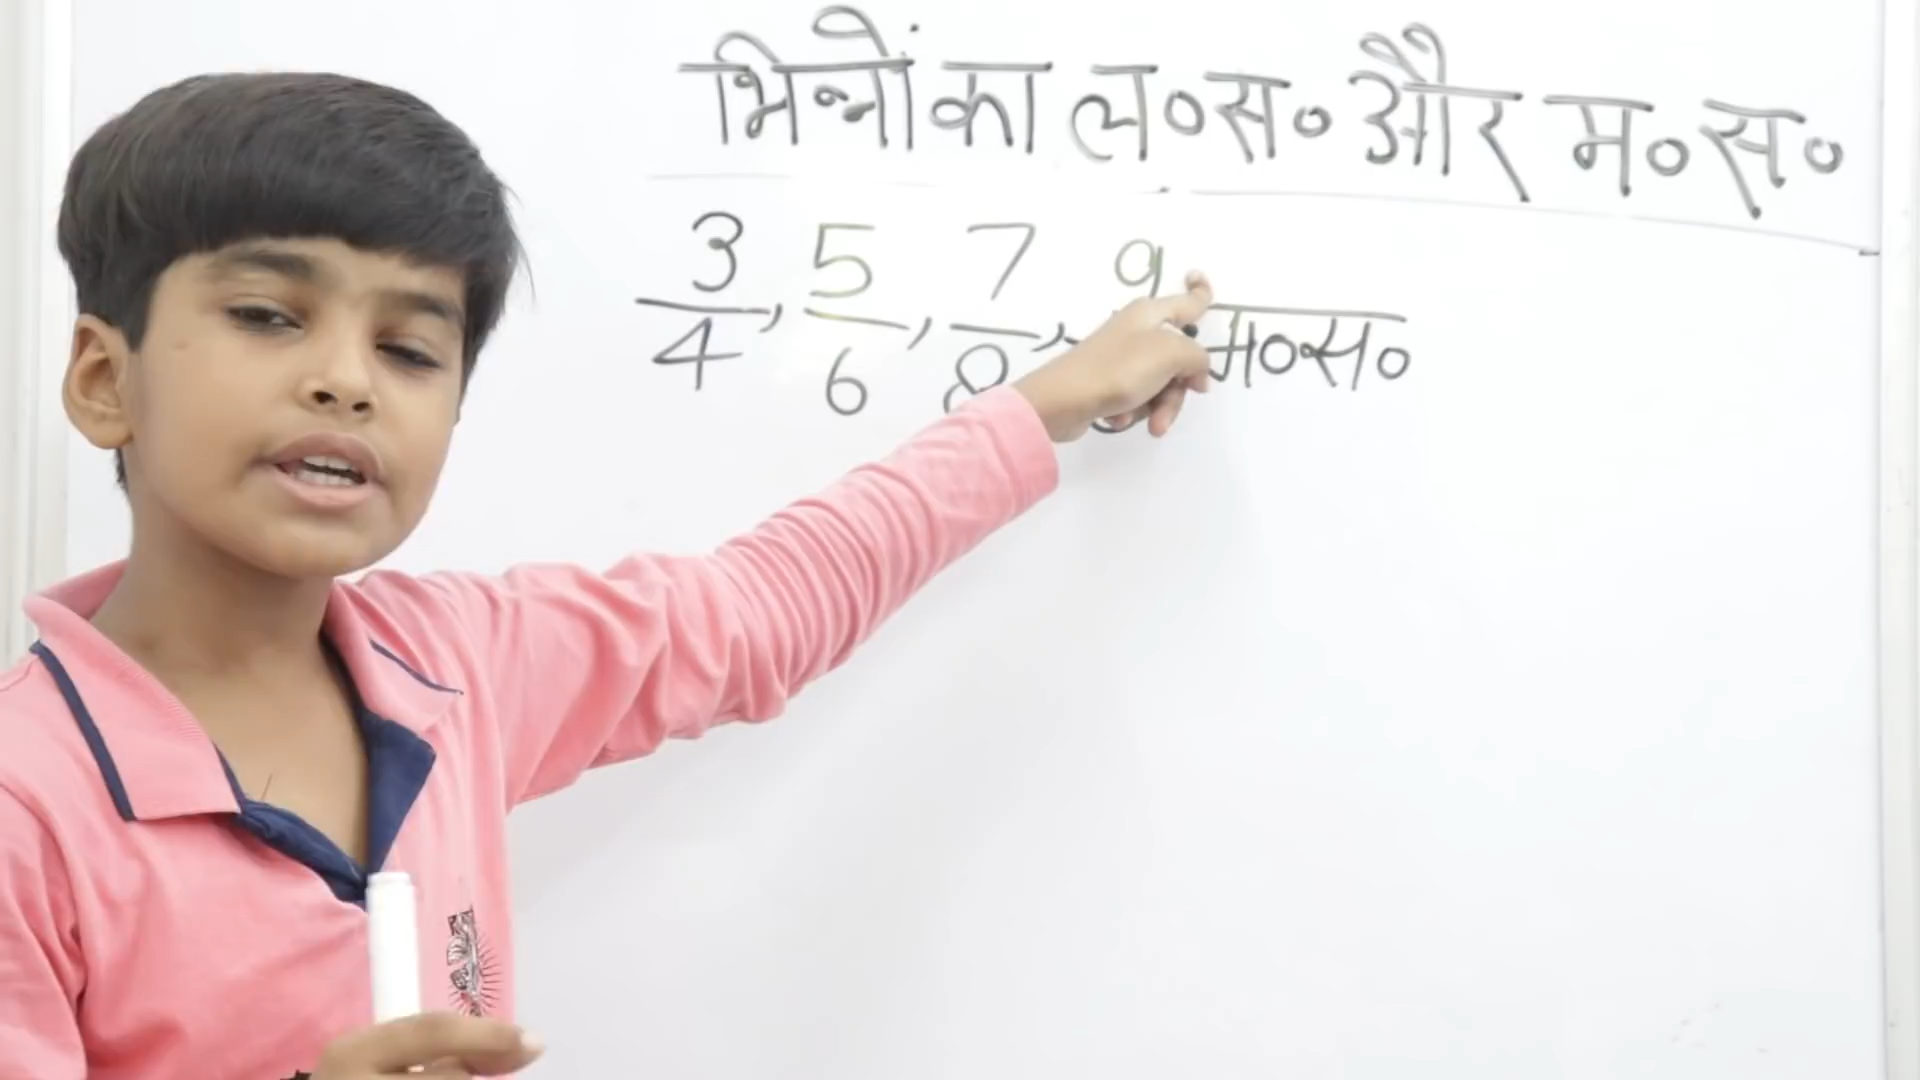 भिन्नों का ल०स० और म०स०
3 5 7 9
4 , 6 , 8 , म०स०